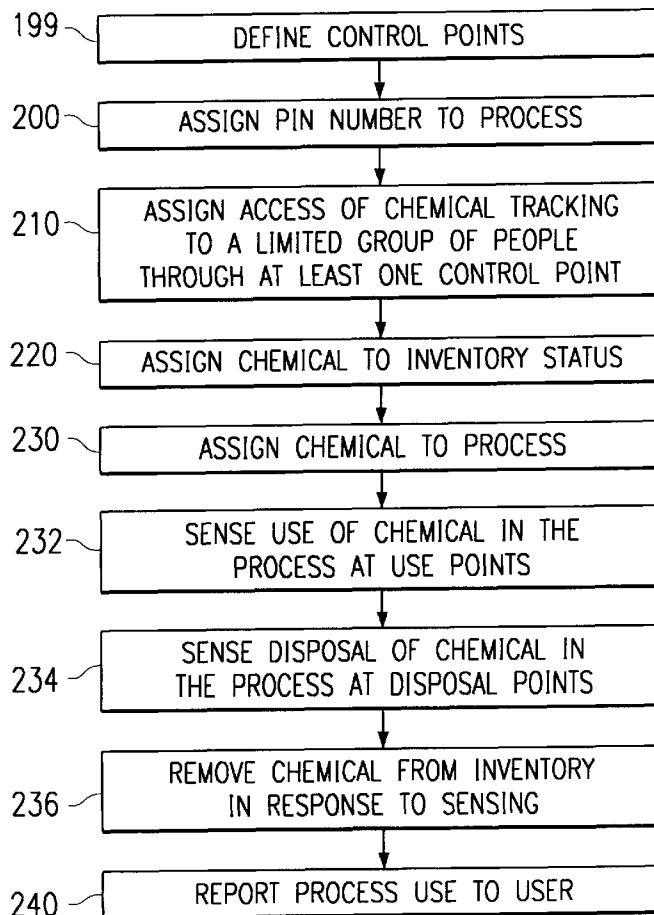 199
DEFINE CONTROL POINTS
200
ASSIGN PIN NUMBER TO PROCESS
210
ASSIGN ACCESS OF CHEMICAL TRACKING
TO A LIMITED GROUP OF PEOPLE
THROUGH AT LEAST ONE CONTROL POINT
220
ASSIGN CHEMICAL TO INVENTORY STATUS
230
ASSIGN CHEMICAL TO PROCESS
232
SENSE USE OF CHEMICAL IN THE
PROCESS AT USE POINTS
234
SENSE DISPOSAL OF CHEMICAL IN
THE PROCESS AT DISPOSAL POINTS
236
REMOVE CHEMICAL FROM INVENTORY
IN RESPONSE TO SENSING
240
REPORT PROCESS USE TO USER